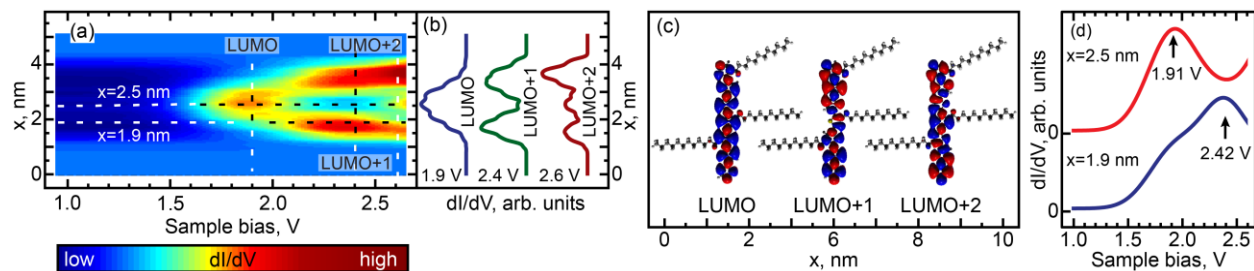 (a)
LUMO
LUMO+2
x=2.5 nm
x=1.9 nm
LUMO+1
x, nm
4
2
0
1.0 1.5 2.0 2.5
Sample bias, V
low dI/dV high
(b)
LUMO
LUMO+1
LUMO+2
1.9 V 2.4 V 2.6 V
dI/dV, arb. units
4
2
0
x, nm
(c)
LUMO LUMO+1 LUMO+2
0 2 4 6 8 10
x, nm
(d)
x=2.5 nm
1.91 V
0
x=1.9 nm
2.42 V
0
dI/dV, arb. units
1.0 1.5 2.0 2.5
Sample bias, V